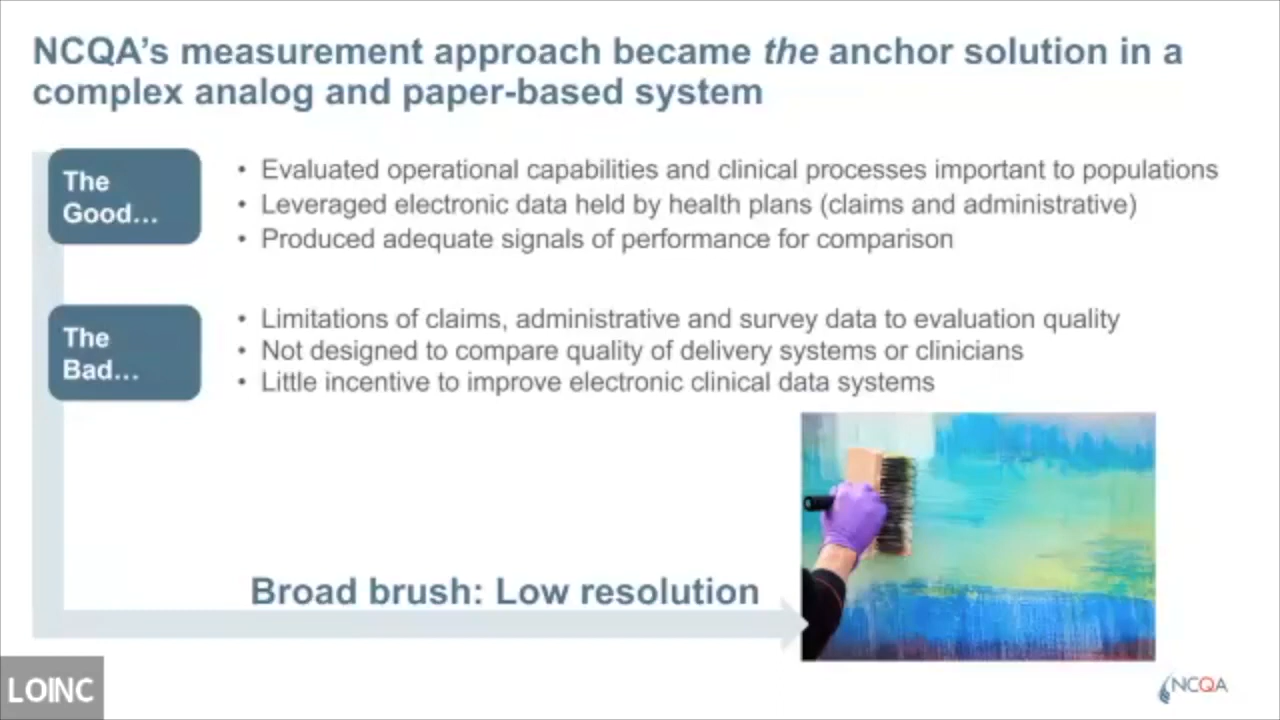 NCQA’s measurement approach became the anchor solution in a
complex analog and paper-based system
The
Good…
• Evaluated operational capabilities and clinical processes important to populations
• Leveraged electronic data held by health plans (claims and administrative)
• Produced adequate signals of performance for comparison
The
Bad…
• Limitations of claims, administrative and survey data to evaluation quality
• Not designed to compare quality of delivery systems or clinicians
• Little incentive to improve electronic clinical data systems
Broad brush: Low resolution
LOINC
NCQA